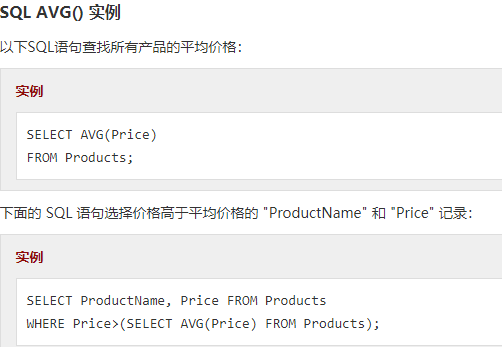 SQL AVG() 实例
以下SQL语句查找所有产品的平均价格：
实例
SELECT AVG(Price)
FROM Products;
下面的 SQL 语句选择价格高于平均价格的 "ProductName" 和 "Price" 记录：
实例
SELECT ProductName, Price FROM Products
WHERE Price>(SELECT AVG(Price) FROM Products);